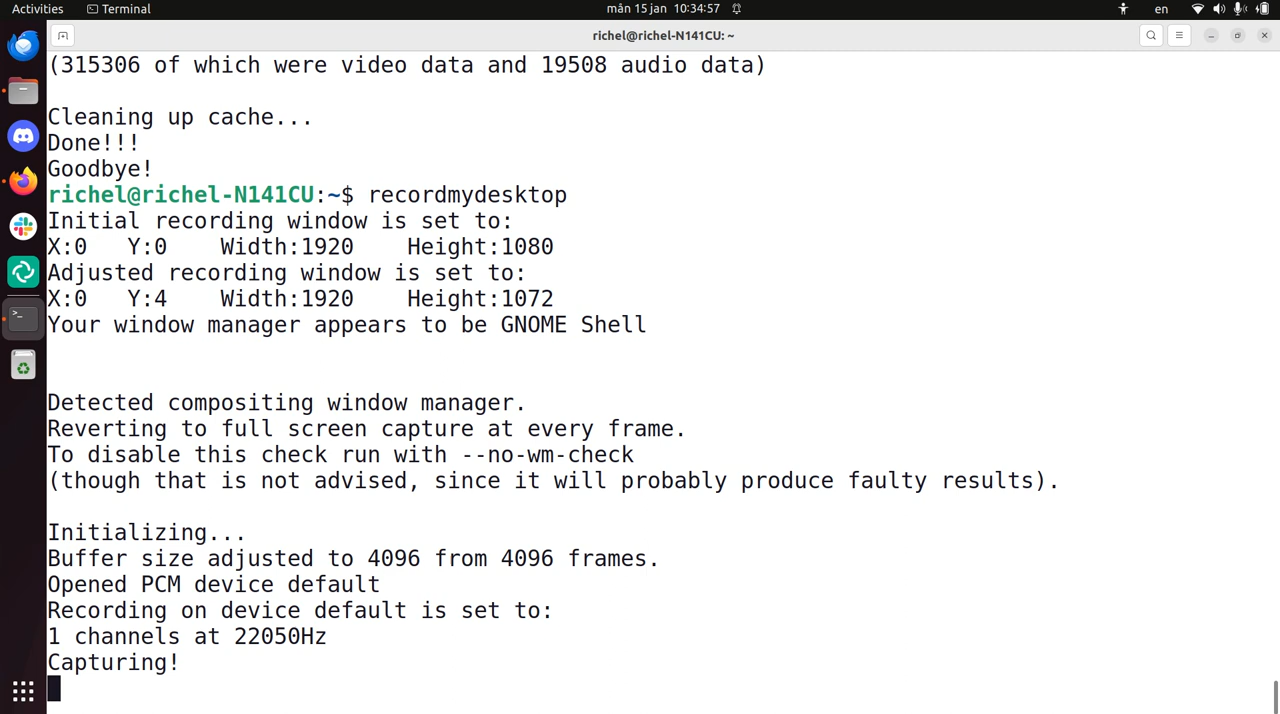 Activities
Terminal
mån 15 jan 10:34:57
en
richel@richel-N141CU: ~
(315306 of which were video data and 19508 audio data)
Cleaning up cache...
Done!!!
Goodbye!
richel@richel-N141CU:~$ recordmydesktop
Initial recording window is set to:
X:0   Y:0    Width:1920    Height:1080
Adjusted recording window is set to:
X:0   Y:4    Width:1920    Height:1072
Your window manager appears to be GNOME Shell
Detected compositing window manager.
Reverting to full screen capture at every frame.
To disable this check run with --no-wm-check
(though that is not advised, since it will probably produce faulty results).
Initializing...
Buffer size adjusted to 4096 from 4096 frames.
Opened PCM device default
Recording on device default is set to:
1 channels at 22050Hz
Capturing!